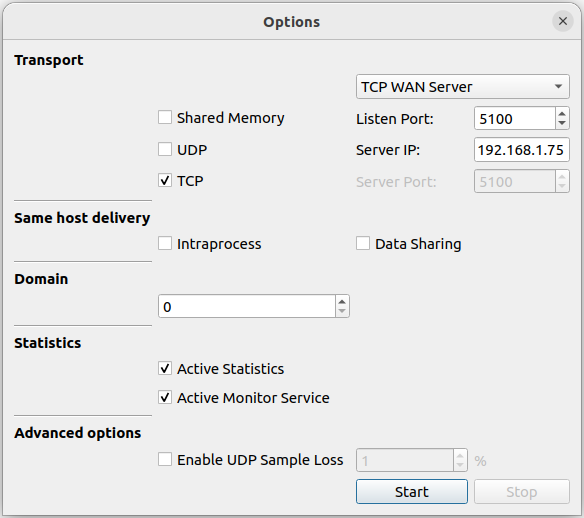 Options
Transport
TCP WAN Server
Shared Memory Listen Port: 5100
UDP Server IP: 192.168.1.75
TCP Server Port: 5100
Same host delivery
Intraprocess Data Sharing
Domain
0
Statistics
Active Statistics
Active Monitor Service
Advanced options
Enable UDP Sample Loss 1 %
Start Stop